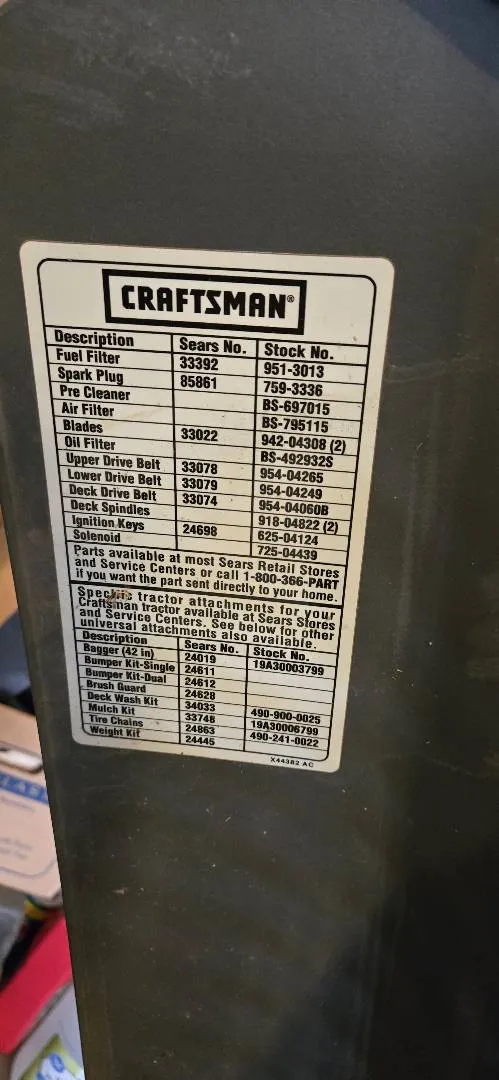 CRAFTSMAN®
Description Sears No. Stock No.
Fuel Filter 33392 951-3013
Spark Plug 85861 759-3336
Pre Cleaner BS-697015
Air Filter BS-795115
Blades 33022 942-04308 (2)
Oil Filter BS-492932S
Upper Drive Belt 33078 954-04265
Lower Drive Belt 33079 954-04249
Deck Drive Belt 33074 954-04060B
Deck Spindles 918-04822 (2)
Ignition Keys 24698 625-04124
Solenoid 725-04439
Parts available at most Sears Retail Stores
and Service Centers or call 1-800-366-PART
if you want the part sent directly to your home.
tractor attachments for your
Craftsman tractor available at Sears Stores
and Service Centers. See below for other
universal attachments also available.
Description Sears No. Stock No.
Bagger (42 in) 24019 19A30003799
Bumper Kit-Single 24611
Bumper Kit-Dual 24612
Brush Guard 24628
Deck Wash Kit 34033 490-900-0025
Mulch Kit 33748 19A30006799
Tire Chains 24863 490-241-0022
Weight Kit 24445
X44382 AC